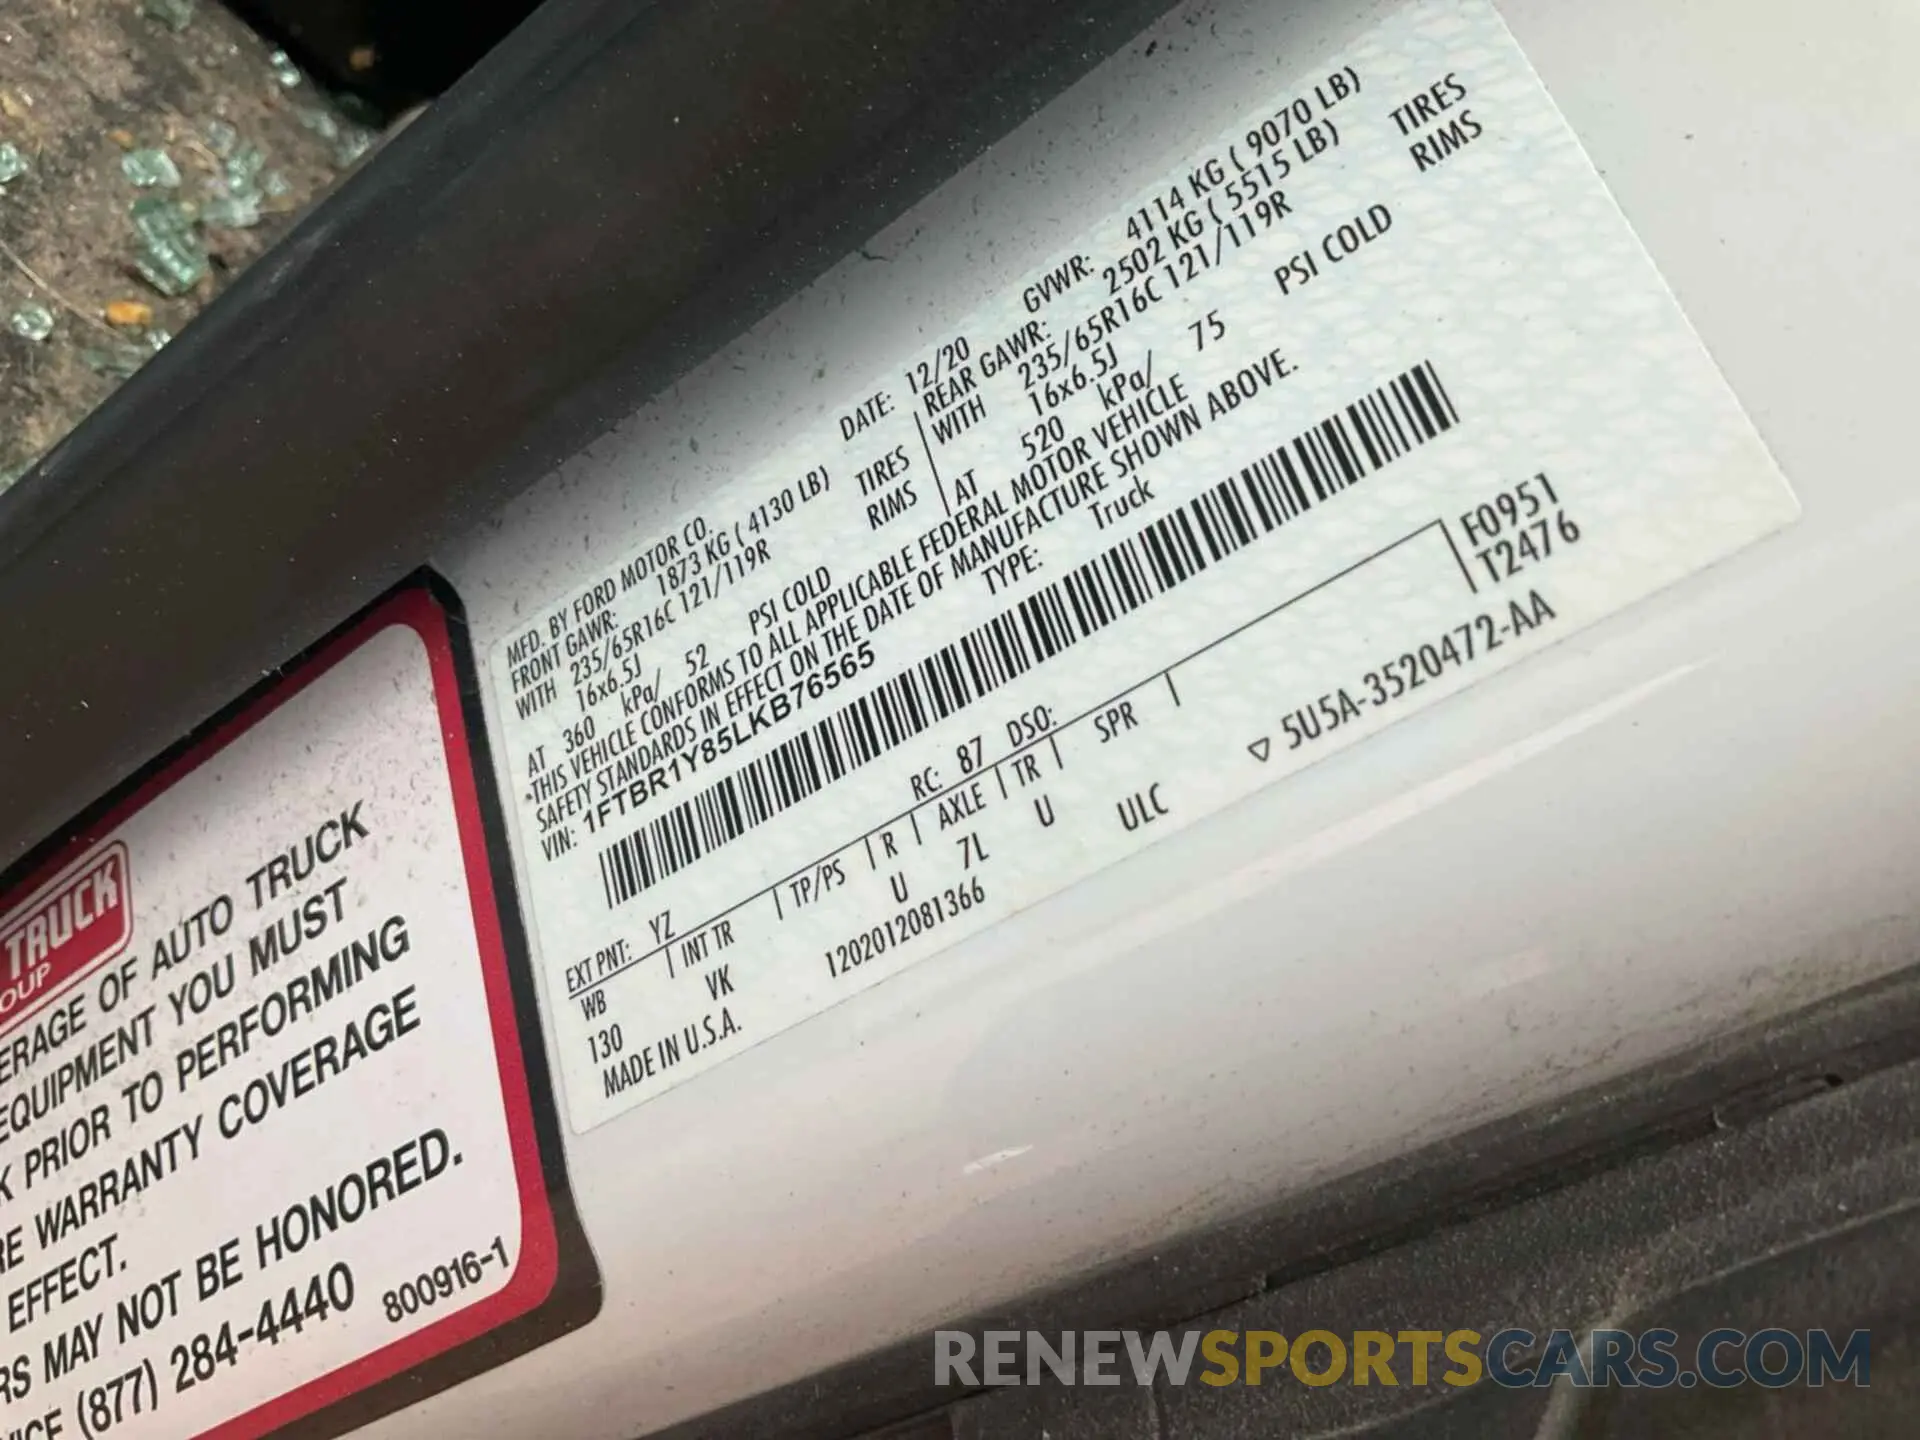 MFD. BY FORD MOTOR CO. DATE: 12/20 GVWR: 4114 KG ( 9070 LB)
FRONT GAWR: 1873 KG ( 4130 LB) REAR GAWR: 2502 KG ( 5515 LB)
WITH 235/65R16C 121/119R TIRES WITH 235/65R16C 121/119R TIRES
16x6.5J RIMS 16x6.5J RIMS
AT 360 kPa/ 52 PSI COLD AT 520 kPa/ 75 PSI COLD
THIS VEHICLE CONFORMS TO ALL APPLICABLE FEDERAL MOTOR VEHICLE
SAFETY STANDARDS IN EFFECT ON THE DATE OF MANUFACTURE SHOWN ABOVE.
VIN: 1FTBR1Y85LKB76565 TYPE: Truck
F0951
T2476
EXT PNT: YZ RC: 87 DSO:
WB INT TR TP/PS R AXLE TR SPR
130 VK U 7L U
MADE IN U.S.A. 1202012081366 ULC ▽ 5U5A-3520472-AA
TRUCK
OUP
ERAGE OF AUTO TRUCK
EQUIPMENT YOU MUST
K PRIOR TO PERFORMING
RE WARRANTY COVERAGE
EFFECT.
RS MAY NOT BE HONORED.
VICE (877) 284-4440
800916-1
RENEWSPORTSCARS.COM